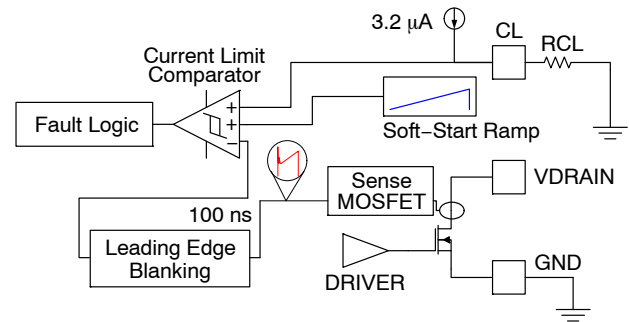 3.2 μA
CL
RCL
Current Limit
Comparator
+
+
−
Fault Logic
Soft−Start Ramp
Sense
MOSFET
VDRAIN
100 ns
Leading Edge
Blanking
DRIVER
GND